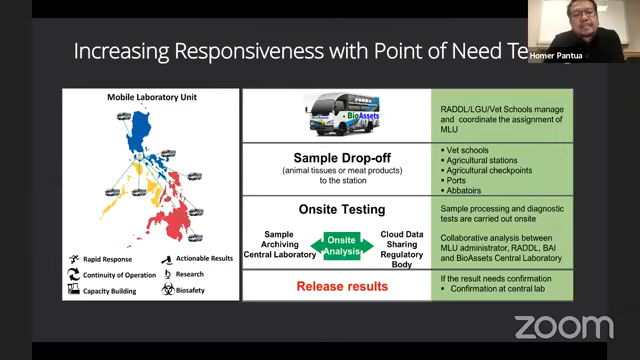 Increasing Responsiveness with Point of Need Te
Homer Pantua
Mobile Laboratory Unit
Rapid Response
Actionable Results
Continuity of Operation
Research
Capacity Building
Biosafety
BioAssets
RADDL/LGU/Vet Schools manage
and coordinate the assignment of
MLU
Sample Drop-off
(animal tissues or meat products)
to the station
• Vet schools
• Agricultural stations
• Agricultural checkpoints
• Ports
• Abbatoirs
Onsite Testing
Sample
Archiving
Central Laboratory
Onsite
Analysis
Cloud Data
Sharing
Regulatory
Body
Sample processing and diagnostic
tests are carried out onsite
Collaborative analysis between
MLU administrator, RADDL, BAI
and BioAssets Central Laboratory
Release results
If the result needs confirmation
• Confirmation at central lab
zoom